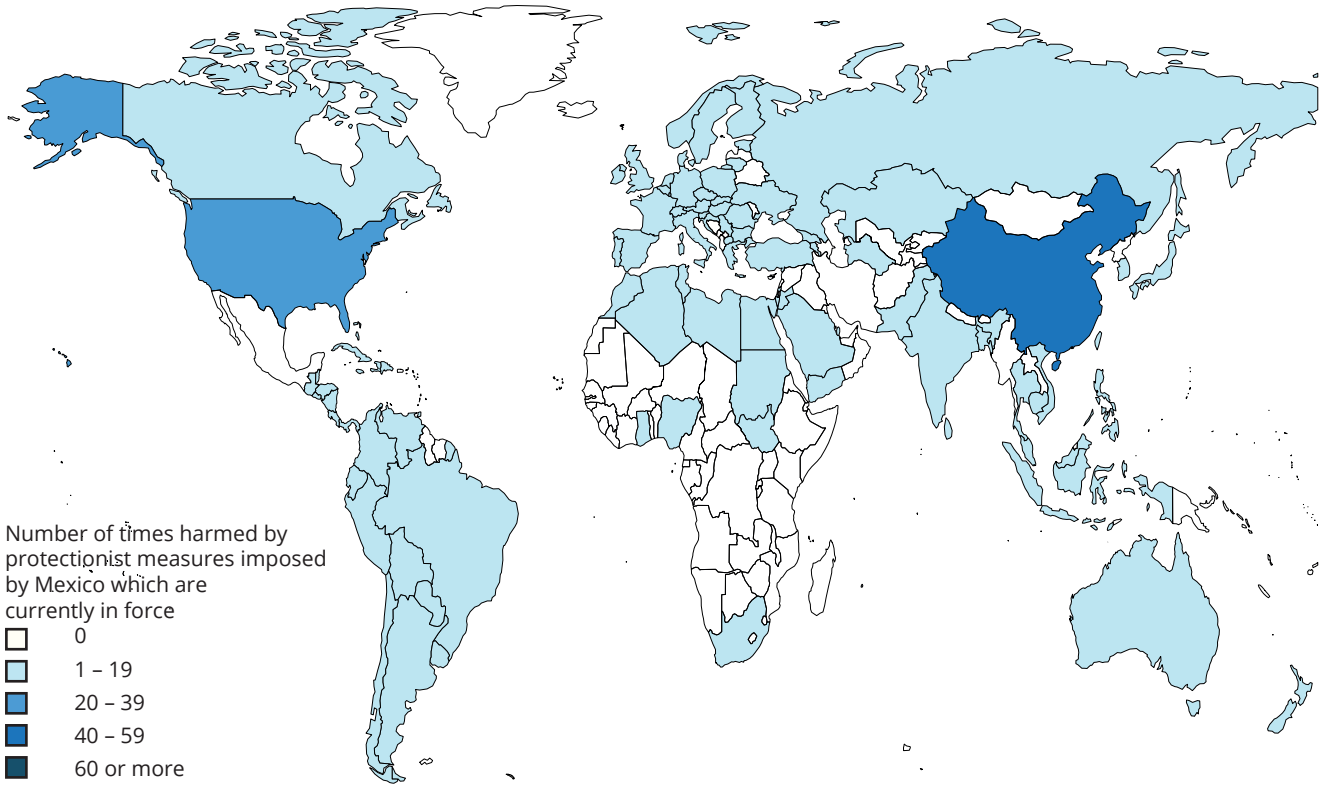 Number of times harmed by
protectionist measures imposed
by Mexico which are
currently in force
0
1 – 19
20 – 39
40 – 59
60 or more